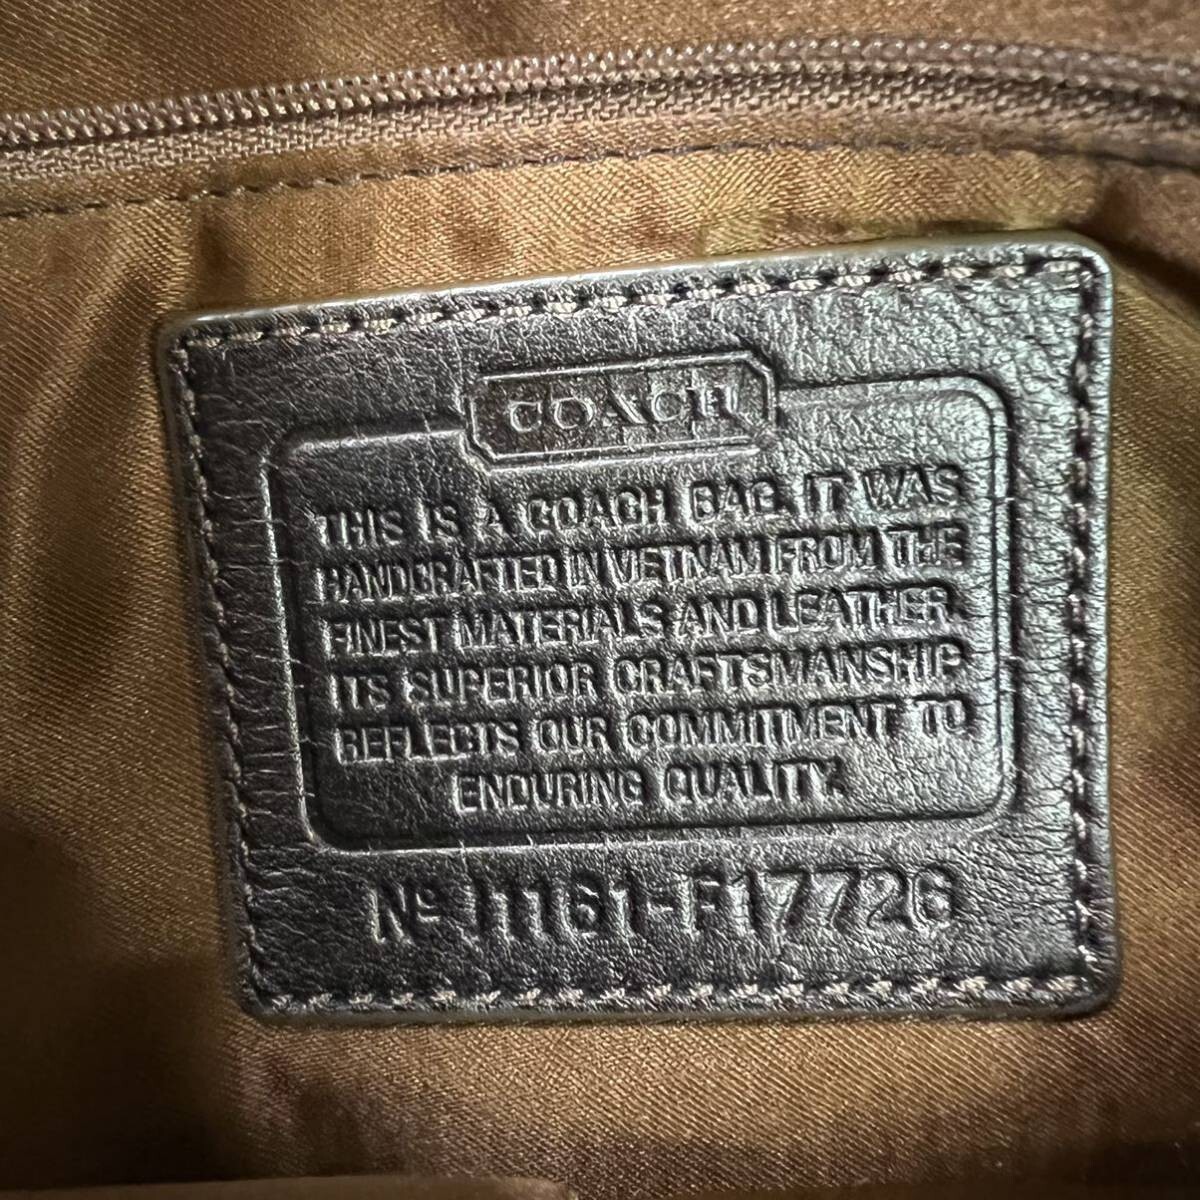 COACH
THIS IS A COACH BAG. IT WAS
HANDCRAFTED IN VIETNAM FROM THE
FINEST MATERIALS AND LEATHER.
ITS SUPERIOR CRAFTSMANSHIP
REFLECTS OUR COMMITMENT TO
ENDURING QUALITY.
Nº J1161-F17726